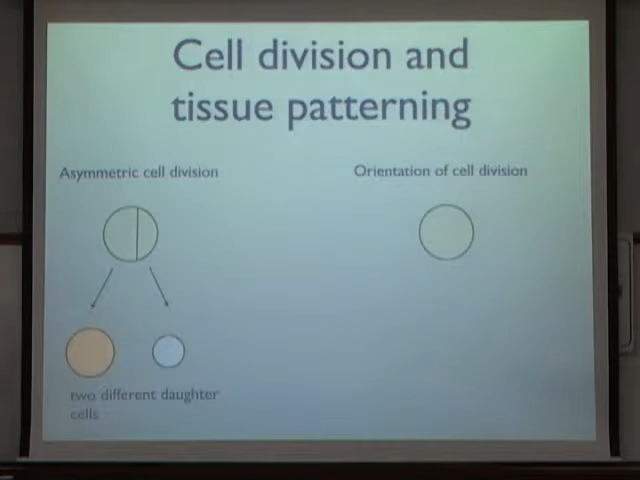 Cell division and
tissue patterning
Asymmetric cell division
Orientation of cell division
two different daughter
cells